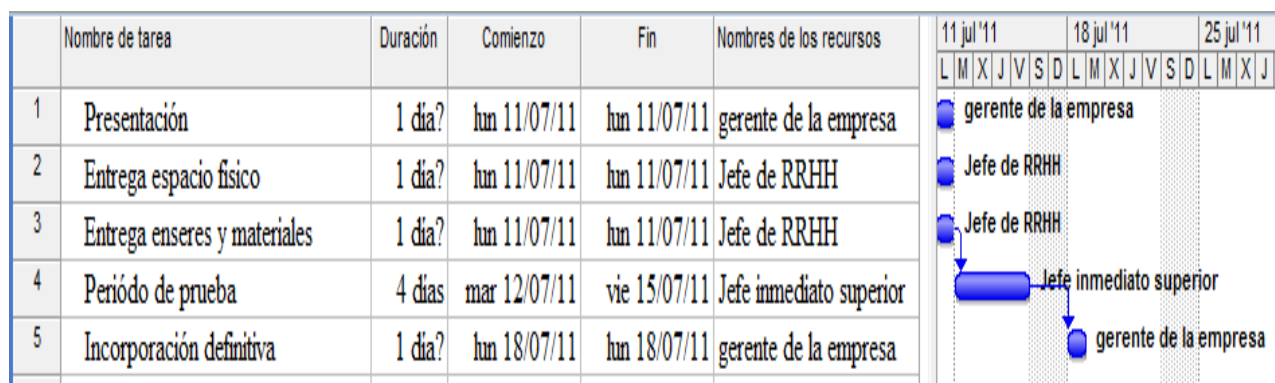 Nombre de tarea Duración Comienzo Fin Nombres de los recursos 11 jul '11 18 jul '11 25 jul '11
L M X J V S D L M X J V S D L M X J
1 Presentación 1 día? lun 11/07/11 lun 11/07/11 gerente de la empresa gerente de la empresa
2 Entrega espacio físico 1 día? lun 11/07/11 lun 11/07/11 Jefe de RRHH Jefe de RRHH
3 Entrega enseres y materiales 1 día? lun 11/07/11 lun 11/07/11 Jefe de RRHH Jefe de RRHH
4 Periódo de prueba 4 días mar 12/07/11 vie 15/07/11 Jefe inmediato superior Jefe inmediato superior
5 Incorporación definitiva 1 día? lun 18/07/11 lun 18/07/11 gerente de la empresa gerente de la empresa